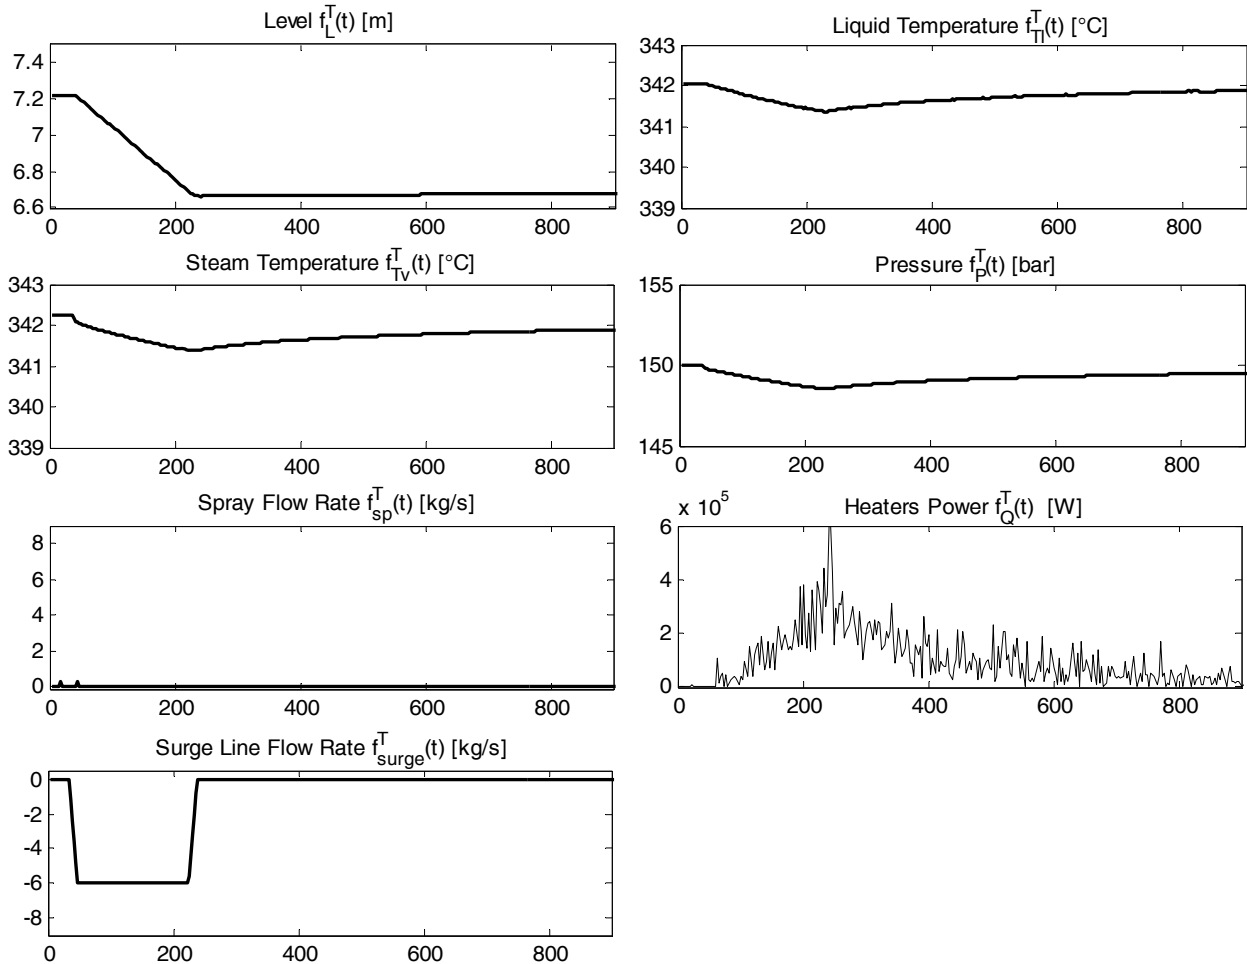 Level f_L^T(t) [m]
7.4
7.2
7
6.8
6.6
0 200 400 600 800
Liquid Temperature f_Tl^T(t) [°C]
343
342
341
340
339
0 200 400 600 800
Steam Temperature f_Tv^T(t) [°C]
343
342
341
340
339
0 200 400 600 800
Pressure f_P^T(t) [bar]
155
150
145
0 200 400 600 800
Spray Flow Rate f_sp^T(t) [kg/s]
8
6
4
2
0
0 200 400 600 800
Heaters Power f_Q^T(t) [W]
x 10^5
6
4
2
0
0 200 400 600 800
Surge Line Flow Rate f_surge^T(t) [kg/s]
0
-2
-4
-6
-8
0 200 400 600 800